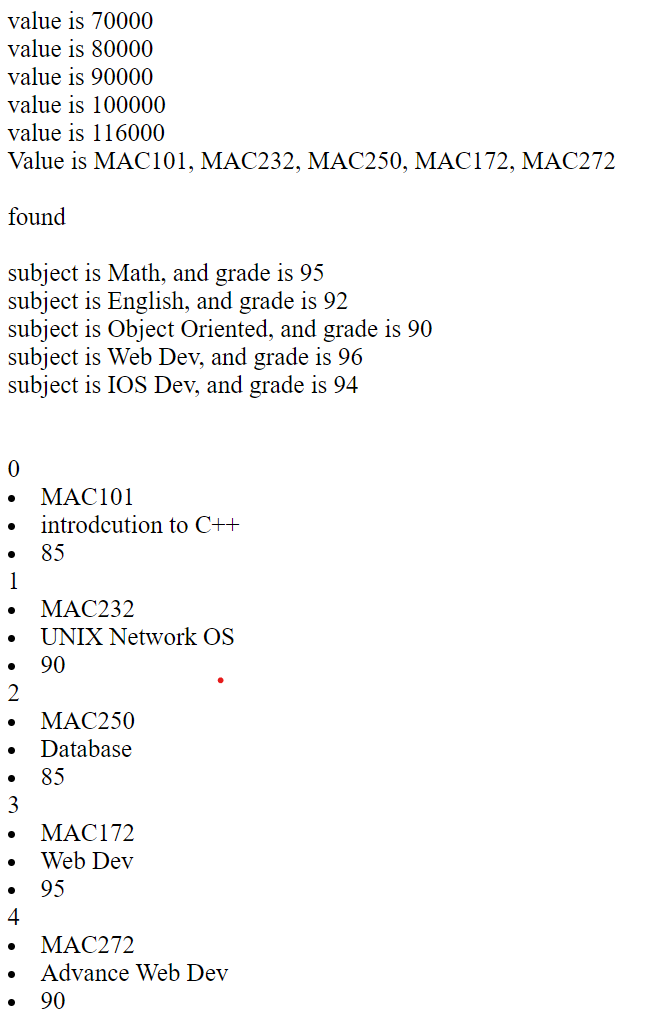 value is 70000
value is 80000
value is 90000
value is 100000
value is 116000
Value is MAC101, MAC232, MAC250, MAC172, MAC272
found
subject is Math, and grade is 95
subject is English, and grade is 92
subject is Object Oriented, and grade is 90
subject is Web Dev, and grade is 96
subject is IOS Dev, and grade is 94
0
• MAC101
• introdcution to C++
• 85
1
• MAC232
• UNIX Network OS
• 90
2
• MAC250
• Database
• 85
3
• MAC172
• Web Dev
• 95
4
• MAC272
• Advance Web Dev
• 90